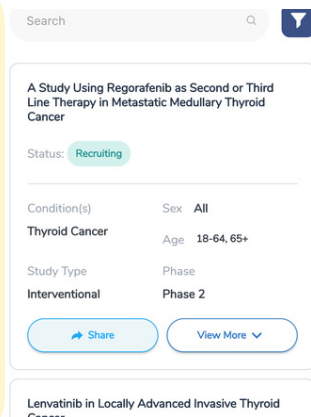 Search
A Study Using Regorafenib as Second or Third
Line Therapy in Metastatic Medullary Thyroid
Cancer
Status: Recruiting
Condition(s)
Thyroid Cancer
Sex All
Age 18-64, 65+
Study Type
Interventional
Phase
Phase 2
Share
View More
Lenvatinib in Locally Advanced Invasive Thyroid
Cancer